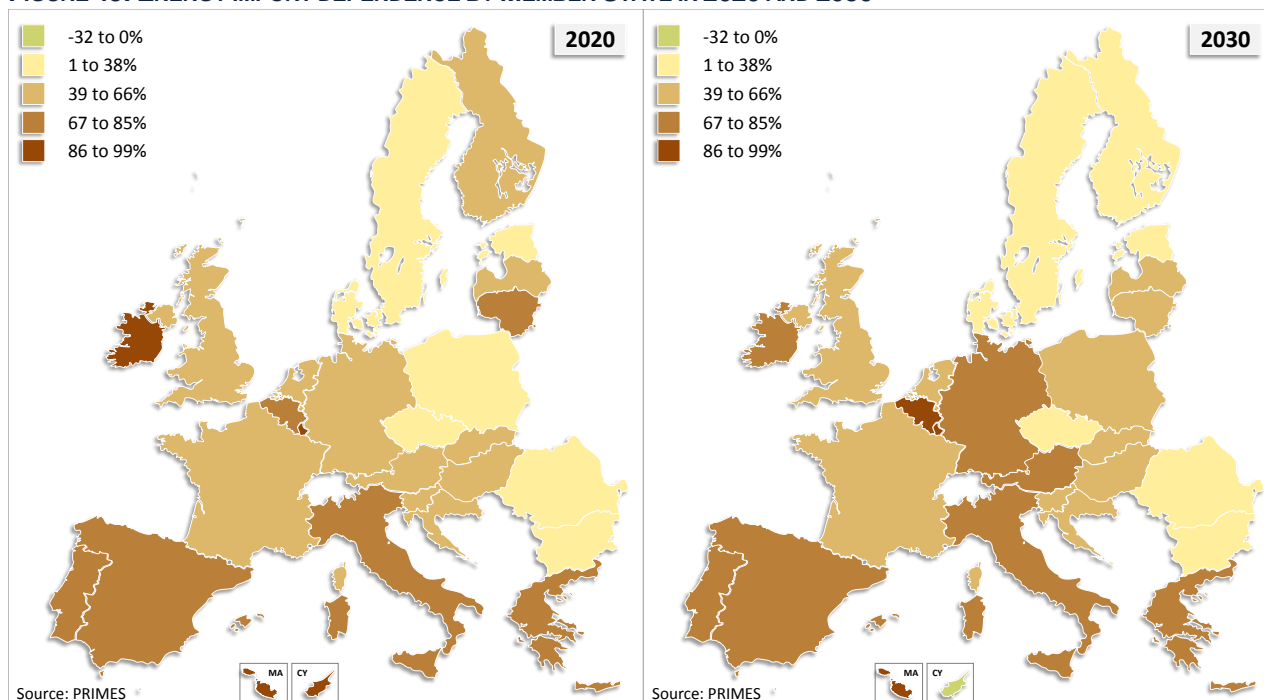 -32 to 0%
1 to 38%
39 to 66%
67 to 85%
86 to 99%
2020
MA
CY
Source: PRIMES
-32 to 0%
1 to 38%
39 to 66%
67 to 85%
86 to 99%
2030
MA
CY
Source: PRIMES